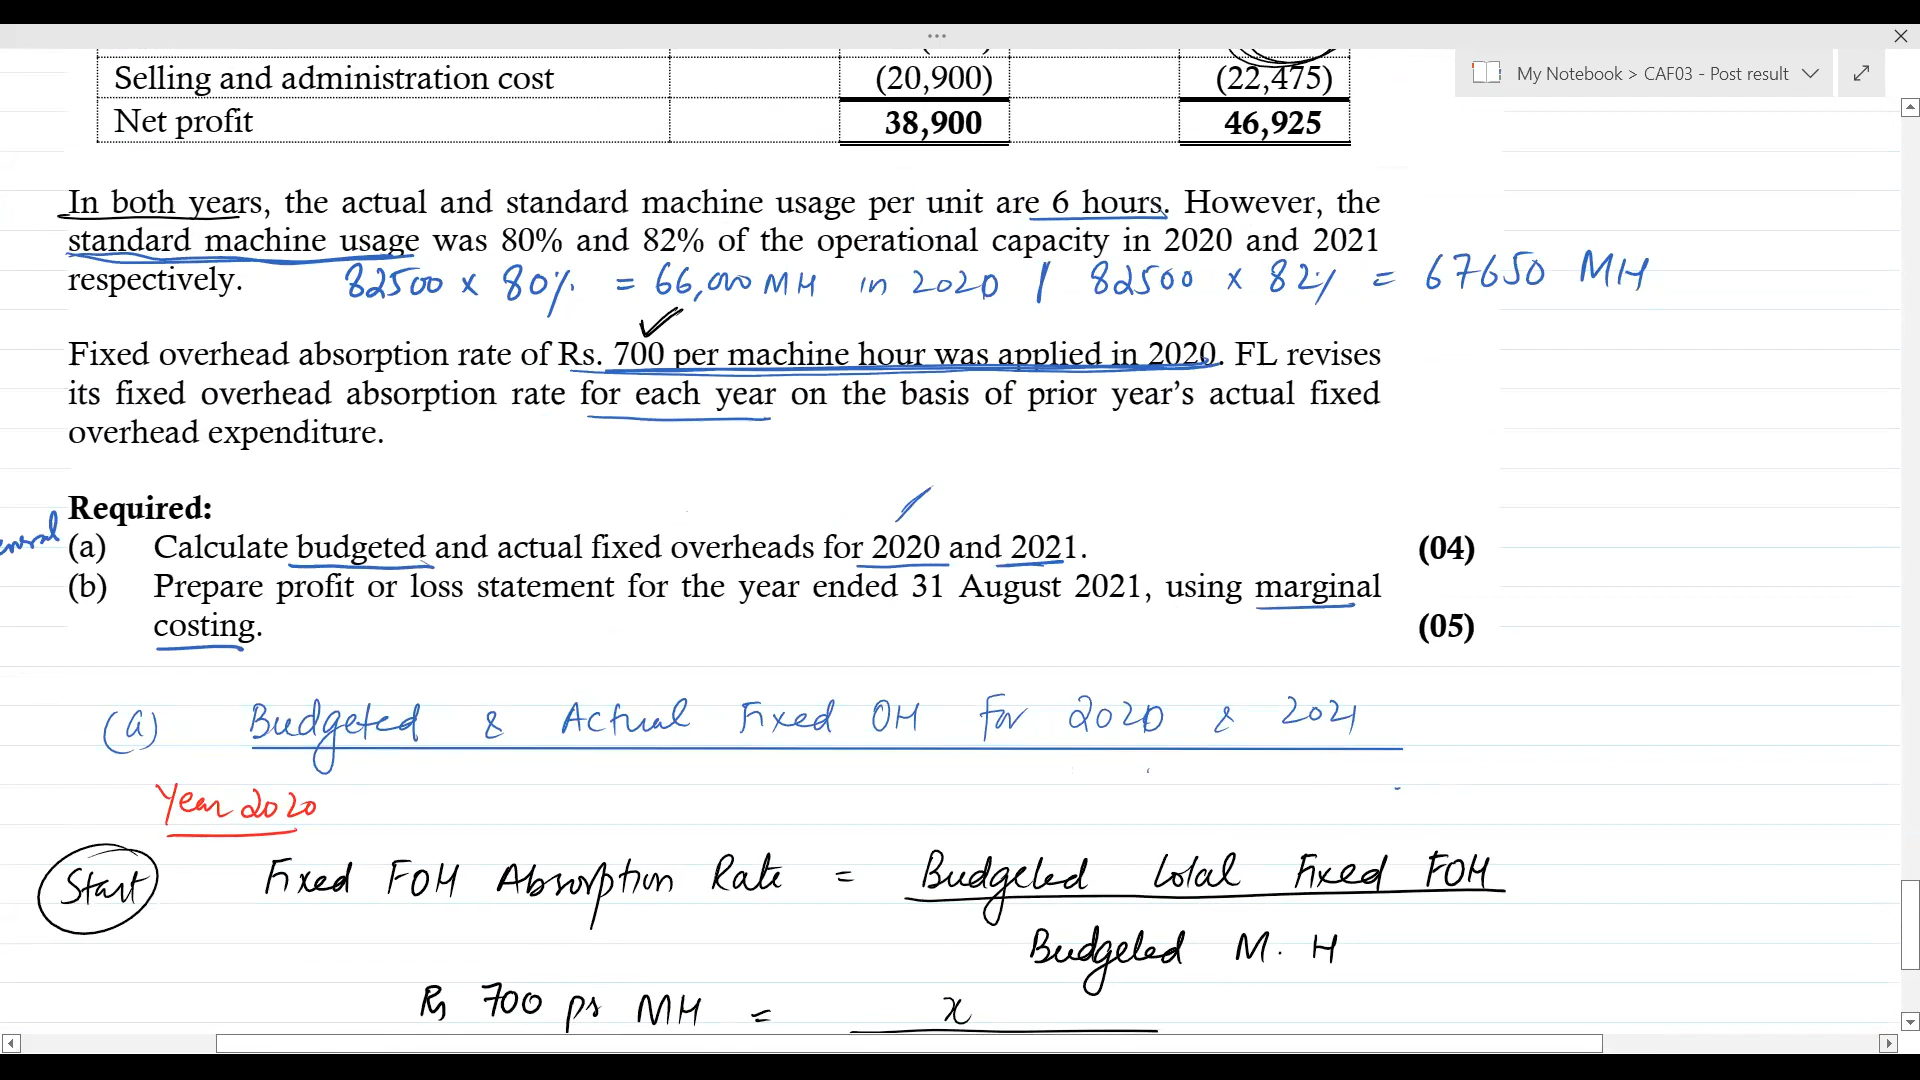 My Notebook > CAF03 - Post result
Selling and administration cost (20,900) (22,475)
Net profit 38,900 46,925
In both years, the actual and standard machine usage per unit are 6 hours. However, the
standard machine usage was 80% and 82% of the operational capacity in 2020 and 2021
respectively. 82500 x 80% = 66,000 MH in 2020 / 82500 x 82% = 67650 MH
Fixed overhead absorption rate of Rs. 700 per machine hour was applied in 2020. FL revises
its fixed overhead absorption rate for each year on the basis of prior year's actual fixed
overhead expenditure.
Required:
(a) Calculate budgeted and actual fixed overheads for 2020 and 2021. (04)
(b) Prepare profit or loss statement for the year ended 31 August 2021, using marginal
costing. (05)
(a) Budgeted & Actual Fixed OH for 2020 & 2021
Year 2020
Start Fixed FOH Absorption Rate = Budgeted total Fixed FOH
Budgeted M.H
Rs 700 per MH = x